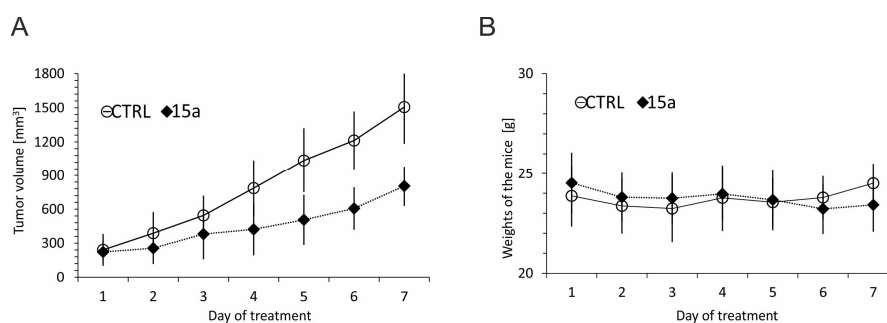 A
B
Tumor volume [mm³]
1800
1500
1200
900
600
300
0
CTRL 15a
1 2 3 4 5 6 7
Day of treatment
Weights of the mice [g]
30
25
20
CTRL 15a
1 2 3 4 5 6 7
Day of treatment